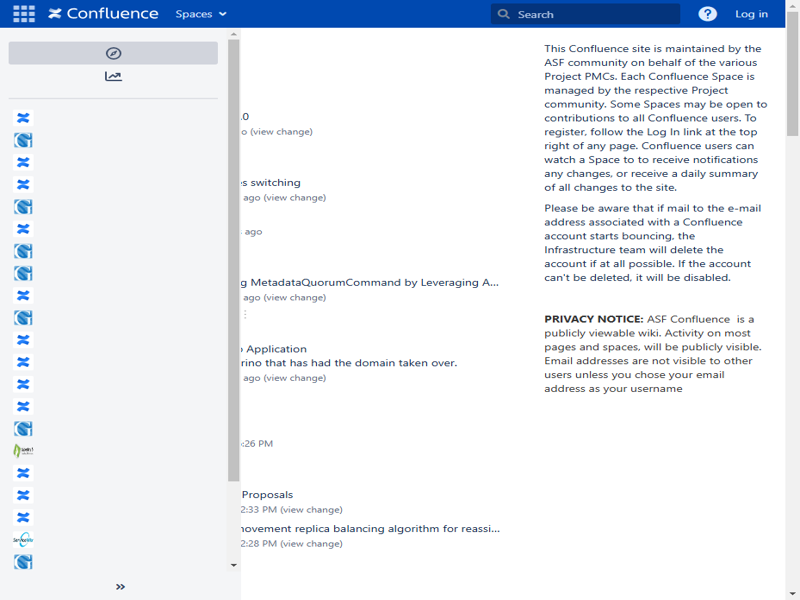 Confluence
Spaces
Search
Log in
.0
o (view change)
s switching
ago (view change)
ago
g MetadataQuorumCommand by Leveraging A...
ago (view change)
Application
rino that has had the domain taken over.
ago (view change)
:26 PM
Proposals
2:33 PM (view change)
movement replica balancing algorithm for reassi...
2:28 PM (view change)
This Confluence site is maintained by the
ASF community on behalf of the various
Project PMCs. Each Confluence Space is
managed by the respective Project
community. Some Spaces may be open to
contributions to all Confluence users. To
register, follow the Log In link at the top
right of any page. Confluence users can
watch a Space to to receive notifications
any changes, or receive a daily summary
of all changes to the site.
Please be aware that if mail to the e-mail
address associated with a Confluence
account starts bouncing, the
Infrastructure team will delete the
account if at all possible. If the account
can't be deleted, it will be disabled.
PRIVACY NOTICE: ASF Confluence is a
publicly viewable wiki. Activity on most
pages and spaces, will be publicly visible.
Email addresses are not visible to other
users unless you chose your email
address as your username